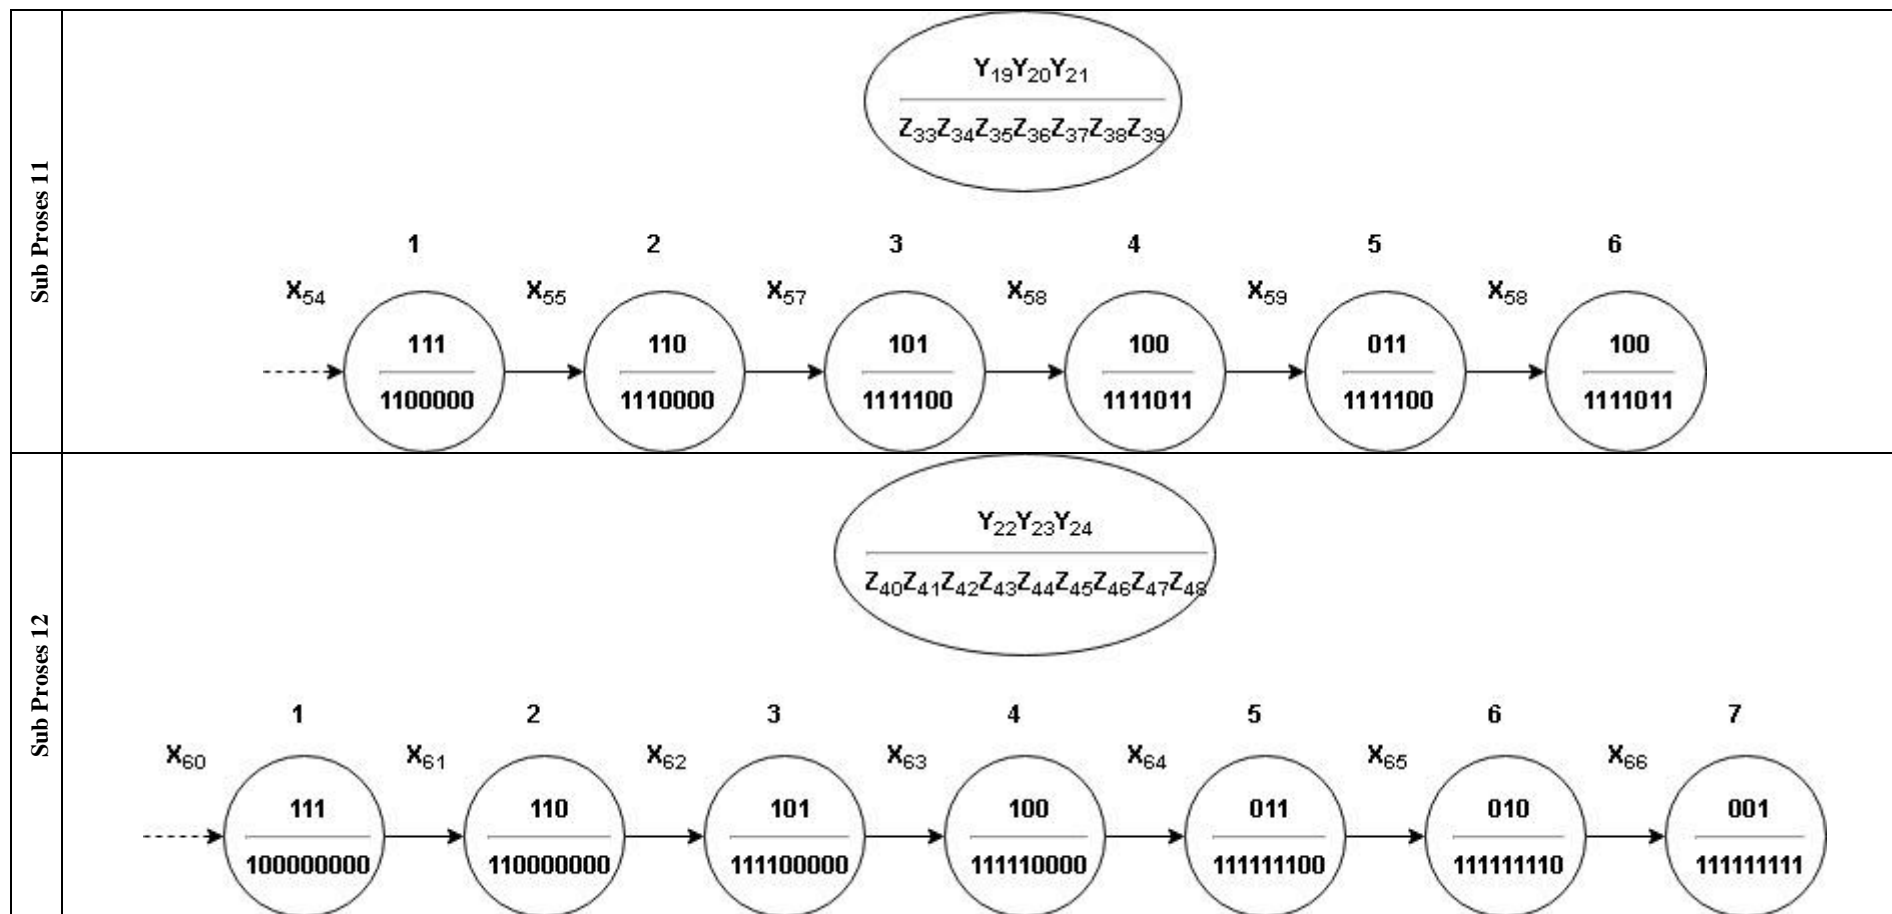 Sub Proses 11
Y19Y20Y21
Z33Z34Z35Z36Z37Z38Z39
1 2 3 4 5 6
X54 X55 X57 X58 X59 X58
111 110 101 100 011 100
1100000 1110000 1111100 1111011 1111100 1111011
Sub Proses 12
Y22Y23Y24
Z40Z41Z42Z43Z44Z45Z46Z47Z48
1 2 3 4 5 6 7
X60 X61 X62 X63 X64 X65 X66
111 110 101 100 011 010 001
100000000 110000000 111100000 111110000 111111100 111111110 111111111